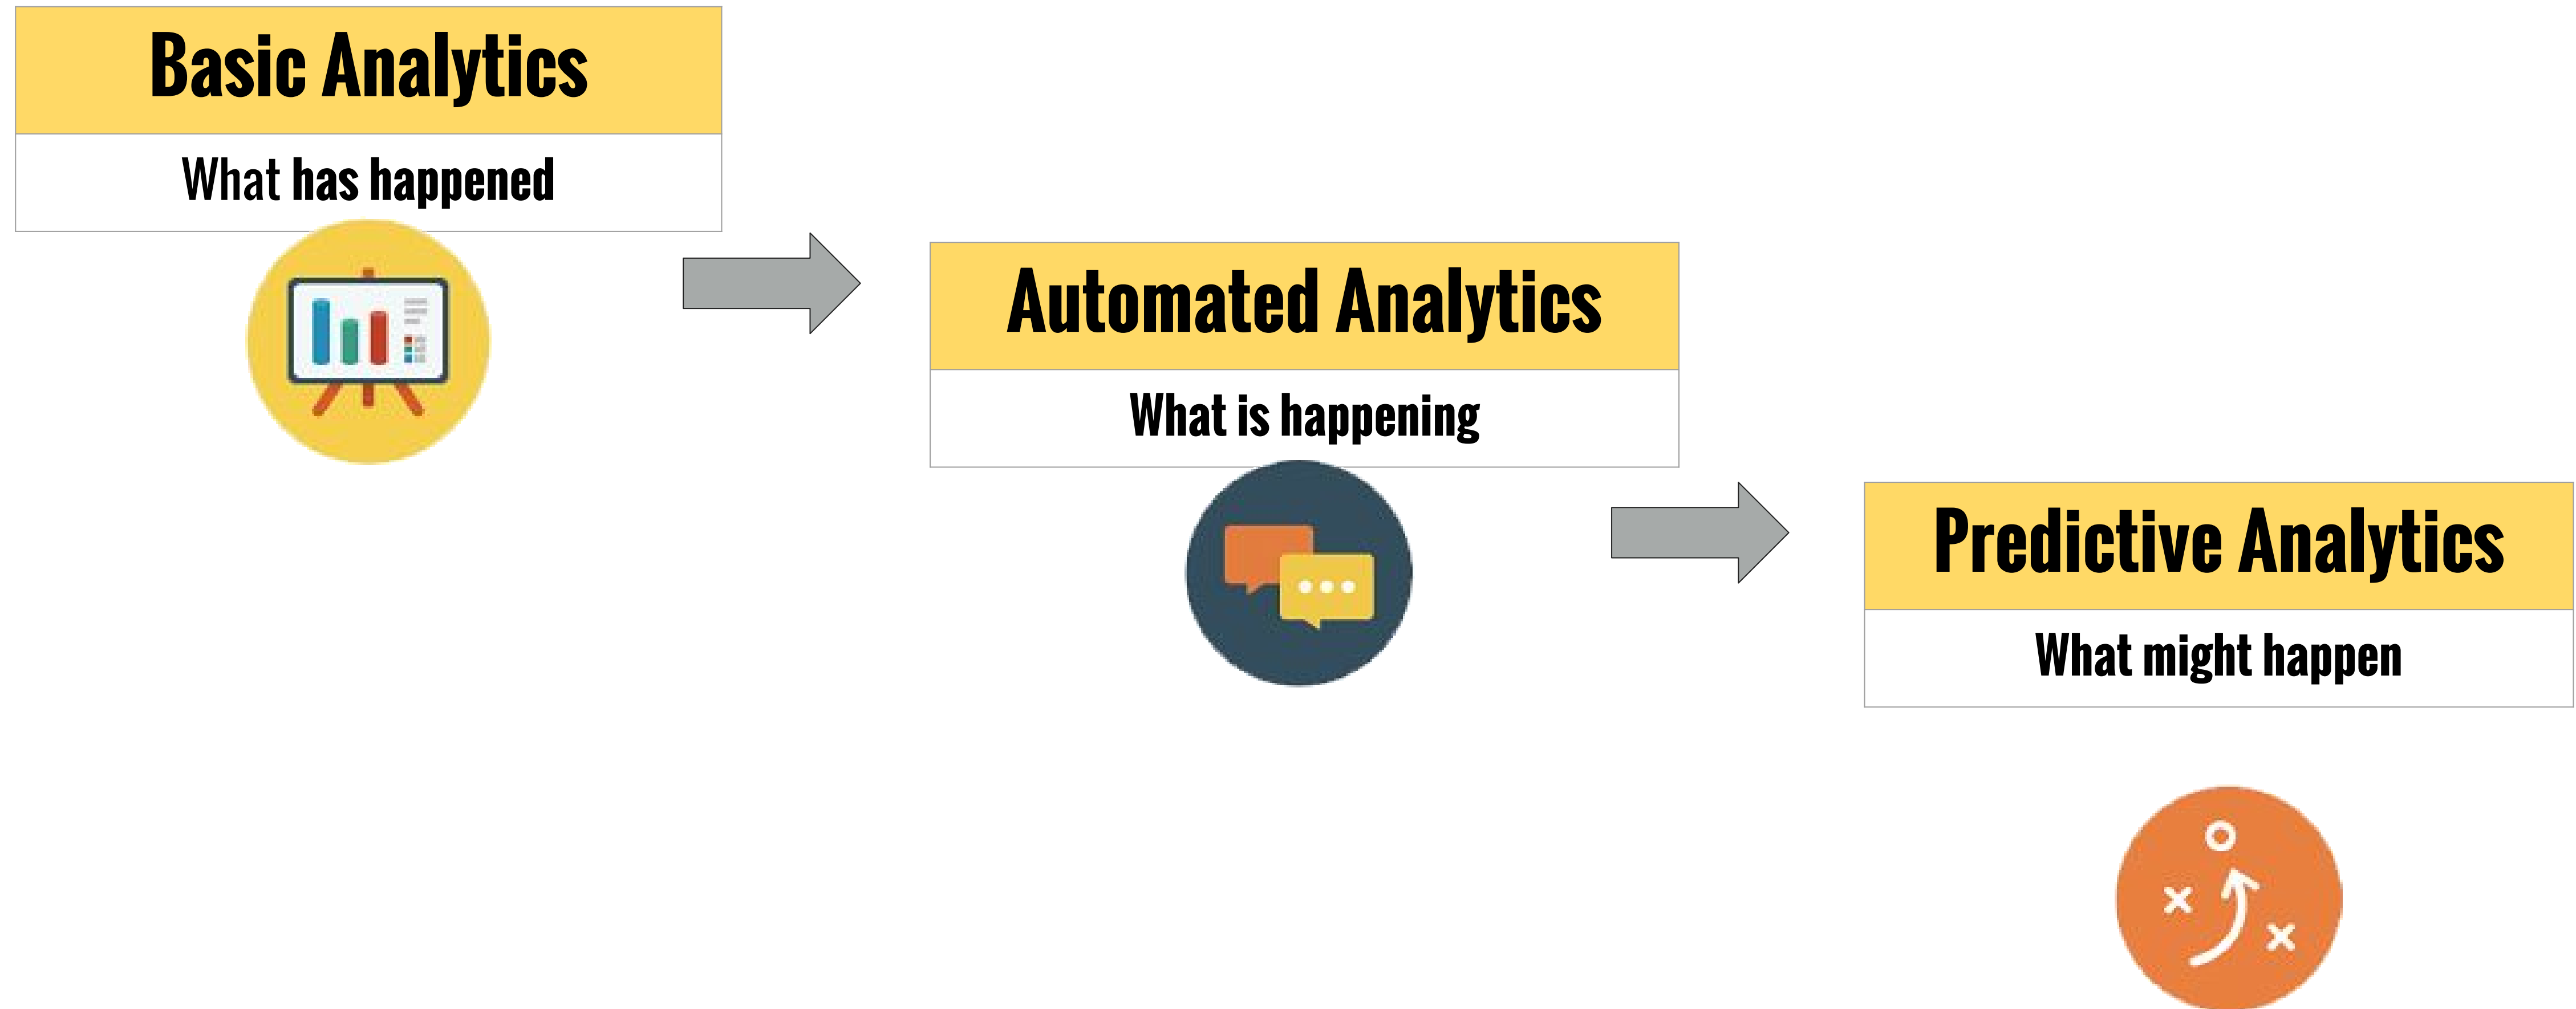 Basic Analytics
What has happened
Automated Analytics
What is happening
Predictive Analytics
What might happen